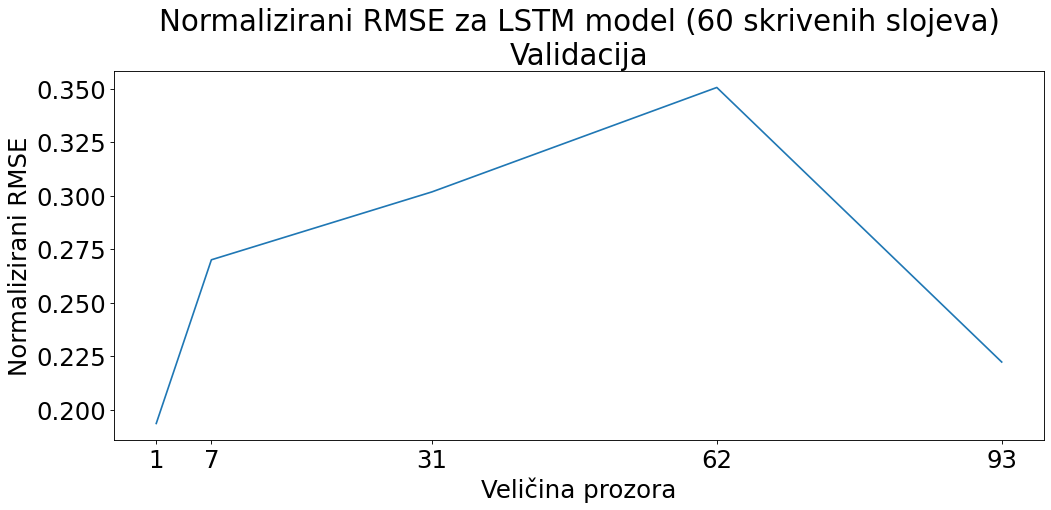 Normalizirani RMSE za LSTM model (60 skrivenih slojeva)
Validacija
Normalizirani RMSE
0.350
0.325
0.300
0.275
0.250
0.225
0.200
1 7 31 62 93
Veličina prozora